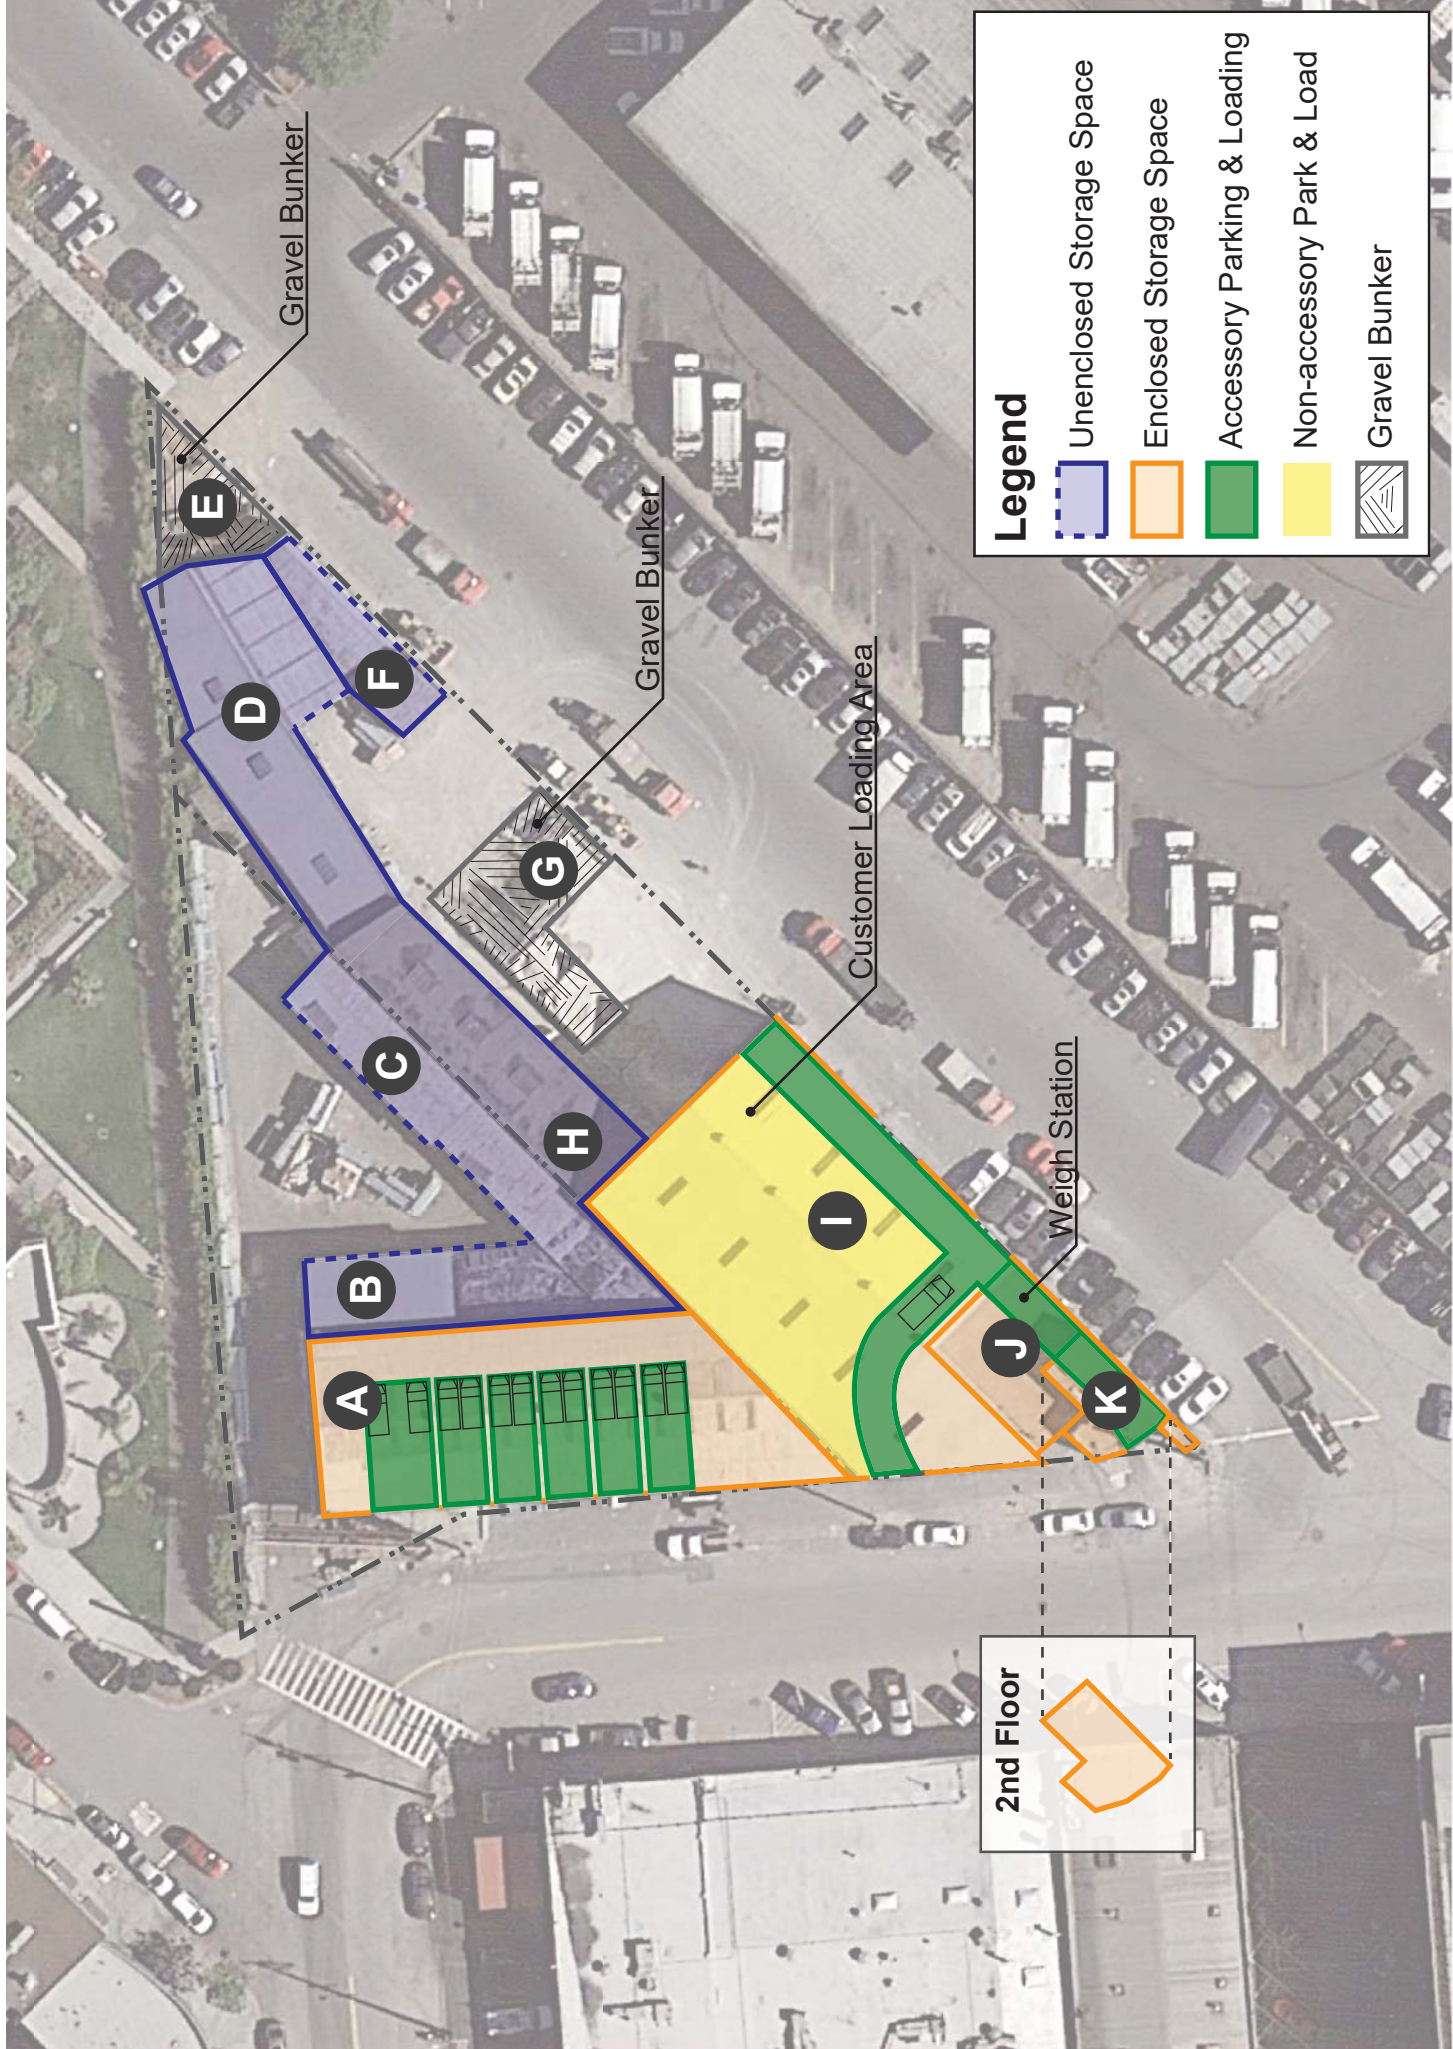 Gravel Bunker
Gravel Bunker
Customer Loading Area
Weigh Station
A
B
C
D
E
F
G
H
I
J
K
2nd Floor
Legend
Unenclosed Storage Space
Enclosed Storage Space
Accessory Parking & Loading
Non-accessory Park & Load
Gravel Bunker